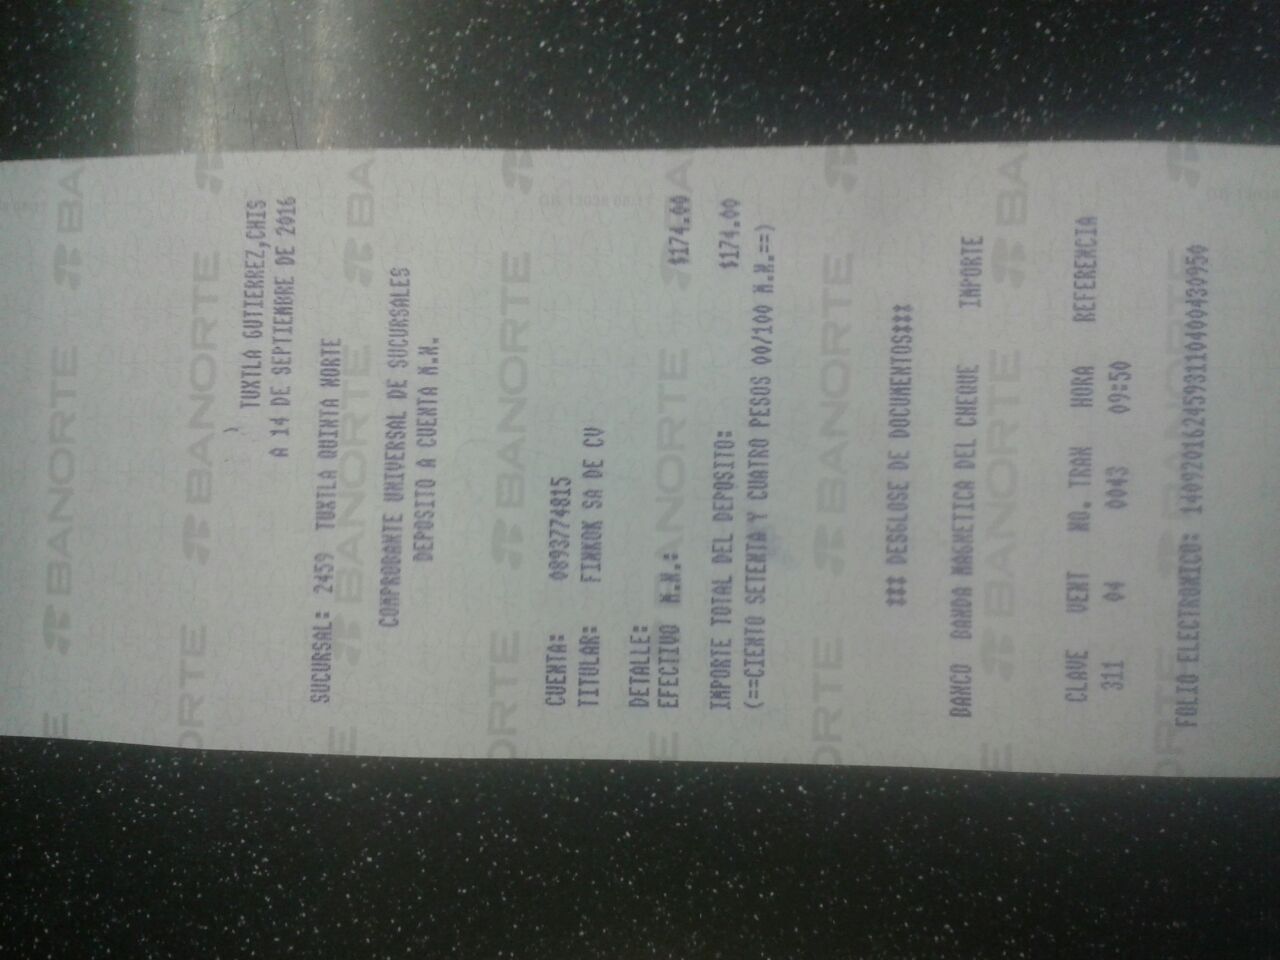 TUXTLA GUTIERREZ,CHIS
A 14 DE SEPTIEMBRE DE 2016
SUCURSAL: 2459 TUXTLA QUINTA NORTE
COMPROBANTE UNIVERSAL DE SUCURSALES
DEPOSITO A CUENTA M.N.
CUENTA: 0893774815
TITULAR: FINKOK SA DE CV
DETALLE:
EFECTIVO M.N.: $174.00
IMPORTE TOTAL DEL DEPOSITO: $174.00
(==CIENTO SETENTA Y CUATRO PESOS 00/100 M.N.==)
*** DESGLOSE DE DOCUMENTOS***
BANCO BANDA MAGNETICA DEL CHEQUE IMPORTE
CLAVE VENT NO. TRAN HORA REFERENCIA
311 04 0043 09:50
FOLIO ELECTRONICO: 1409201624593110400430950
BANORTE